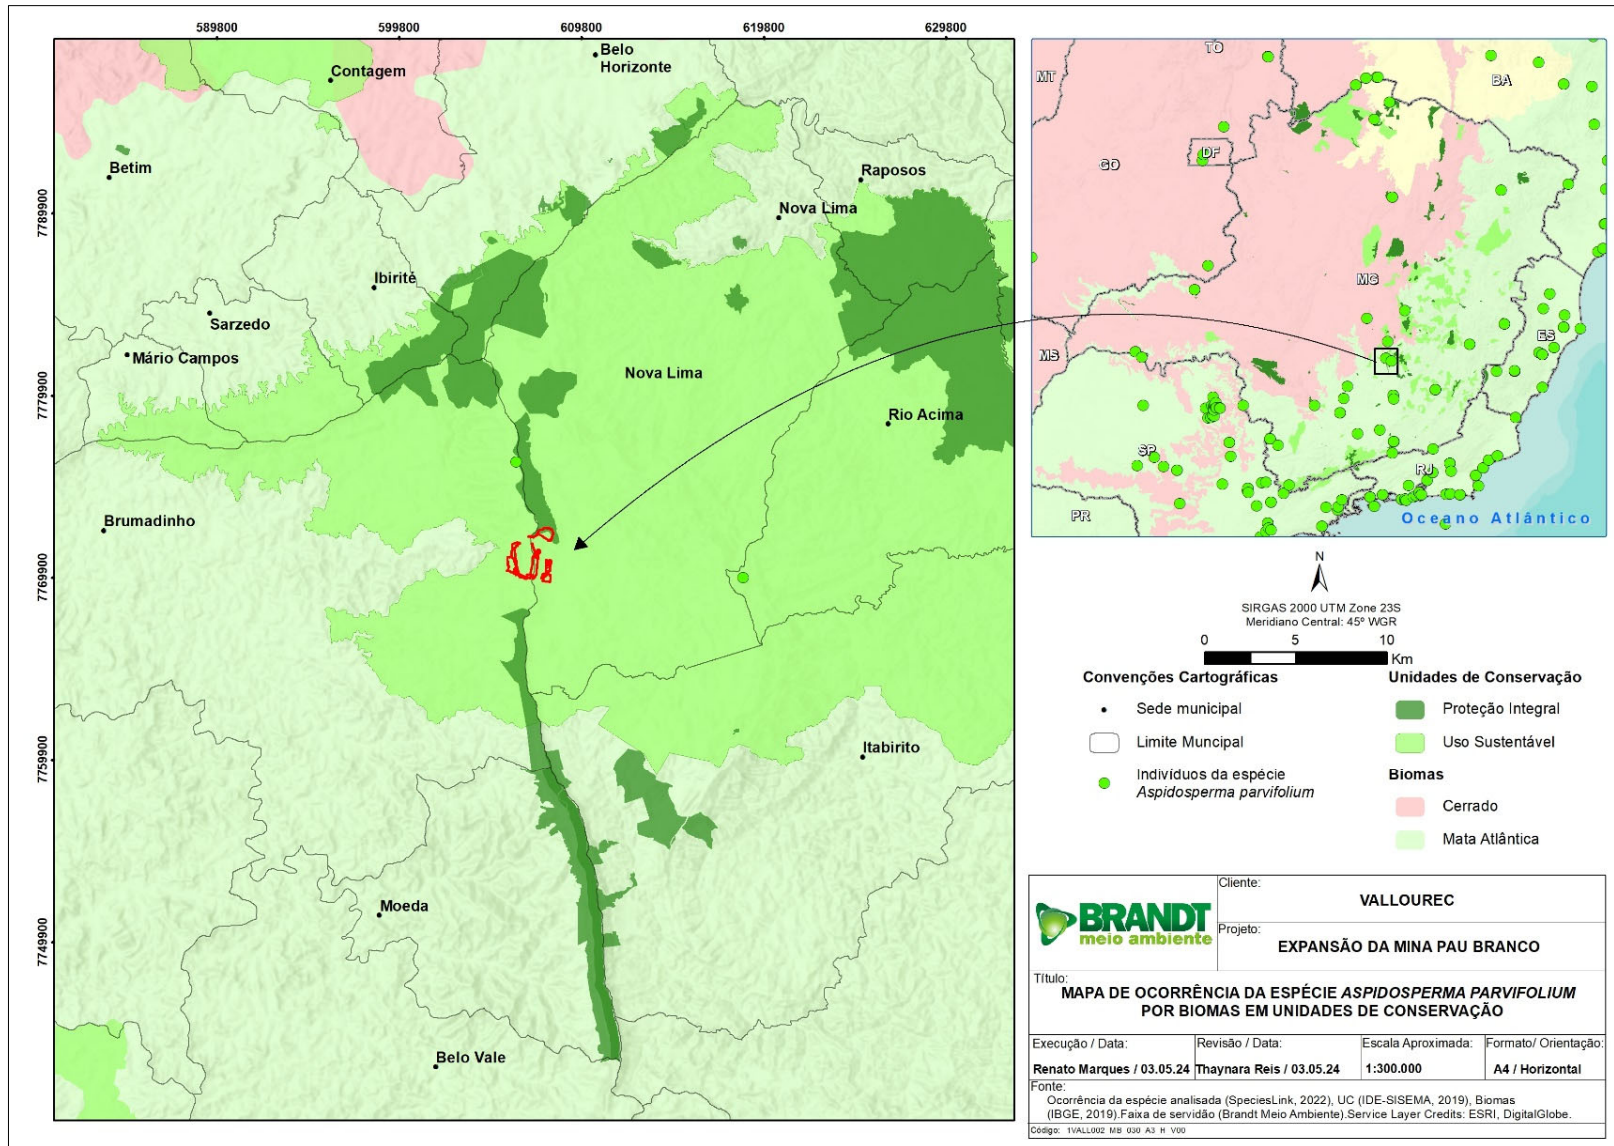 589800
599800
609800
619800
629800
7789900
7779900
7769900
7759900
7749900
Belo
Horizonte
Contagem
Betim
Raposos
Nova Lima
Ibirité
Sarzedo
Mário Campos
Nova Lima
Rio Acima
Brumadinho
Itabirito
Moeda
Belo Vale
TO
MT
BA
DF
GO
MG
ES
MS
SP
RJ
PR
Oceano Atlântico
N
SIRGAS 2000 UTM Zone 23S
Meridiano Central: 45º WGR
0 5 10
Km
Convenções Cartográficas
Sede municipal
Limite Muncipal
Indivíduos da espécie
Aspidosperma parvifolium
Unidades de Conservação
Proteção Integral
Uso Sustentável
Biomas
Cerrado
Mata Atlântica
BRANDT
meio ambiente
Cliente:
VALLOUREC
Projeto:
EXPANSÃO DA MINA PAU BRANCO
Título:
MAPA DE OCORRÊNCIA DA ESPÉCIE ASPIDOSPERMA PARVIFOLIUM
POR BIOMAS EM UNIDADES DE CONSERVAÇÃO
Execução / Data:
Renato Marques / 03.05.24
Revisão / Data:
Thaynara Reis / 03.05.24
Escala Aproximada:
1:300.000
Formato/ Orientação:
A4 / Horizontal
Fonte:
Ocorrência da espécie analisada (SpeciesLink, 2022), UC (IDE-SISEMA, 2019), Biomas
(IBGE, 2019).Faixa de servidão (Brandt Meio Ambiente).Service Layer Credits: ESRI, DigitalGlobe.
Código: 1VALL002_MB_030_A3_H_V00